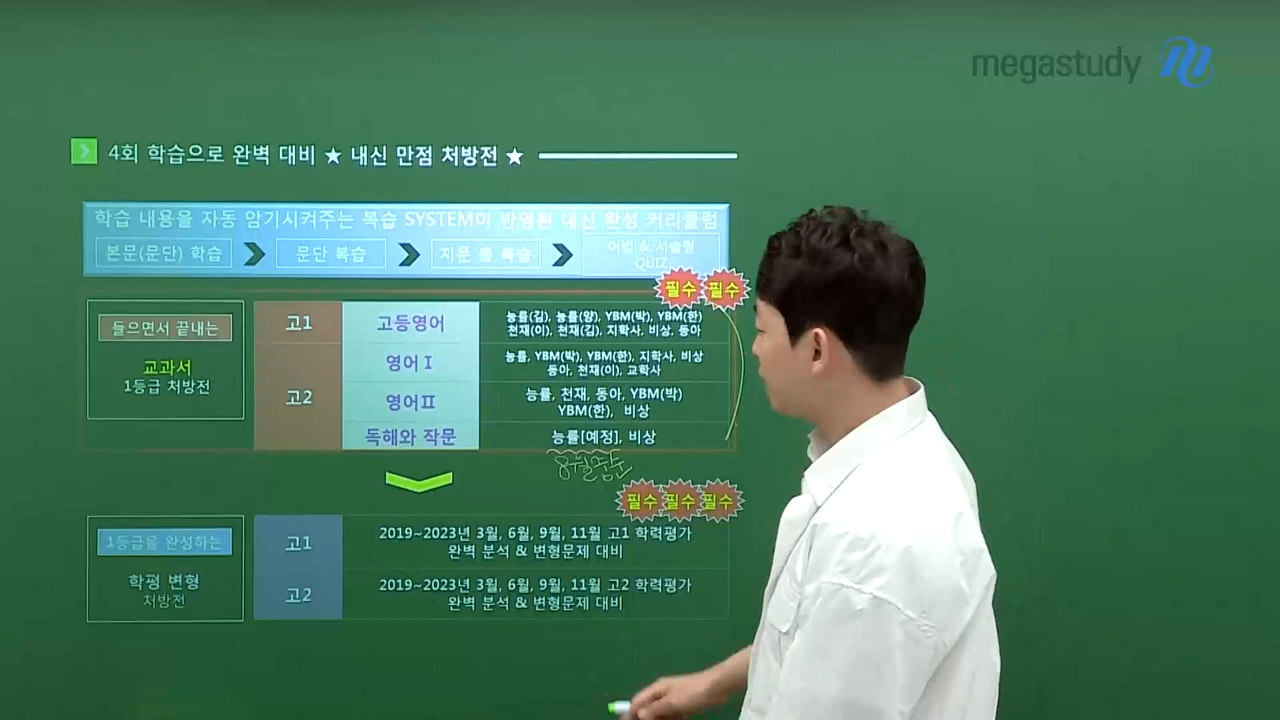 megastudy
4회 학습으로 완벽 대비 ★ 내신 만점 처방전 ★
학습 내용을 자동 암기시켜주는 복습 SYSTEM이 반영된 내신 완성 커리큘럼
본문(문단) 학습
문단 복습
지문 총 복습
어법 & 서술형
QUIZ
필수 필수
들으면서 끝내는
교과서
1등급 처방전
고1
고등영어
능률(김), 능률(양), YBM(박), YBM(한)
천재(이), 천재(김), 지학사, 비상, 동아
고2
영어 I
능률, YBM(박), YBM(한), 지학사, 비상
동아, 천재(이), 교학사
영어 II
능률, 천재, 동아, YBM(박)
YBM(한), 비상
독해와 작문
능률[예정], 비상
필수 필수 필수
1등급을 완성하는
학평 변형
처방전
고1
2019~2023년 3월, 6월, 9월, 11월 고1 학력평가
완벽 분석 & 변형문제 대비
고2
2019~2023년 3월, 6월, 9월, 11월 고2 학력평가
완벽 분석 & 변형문제 대비